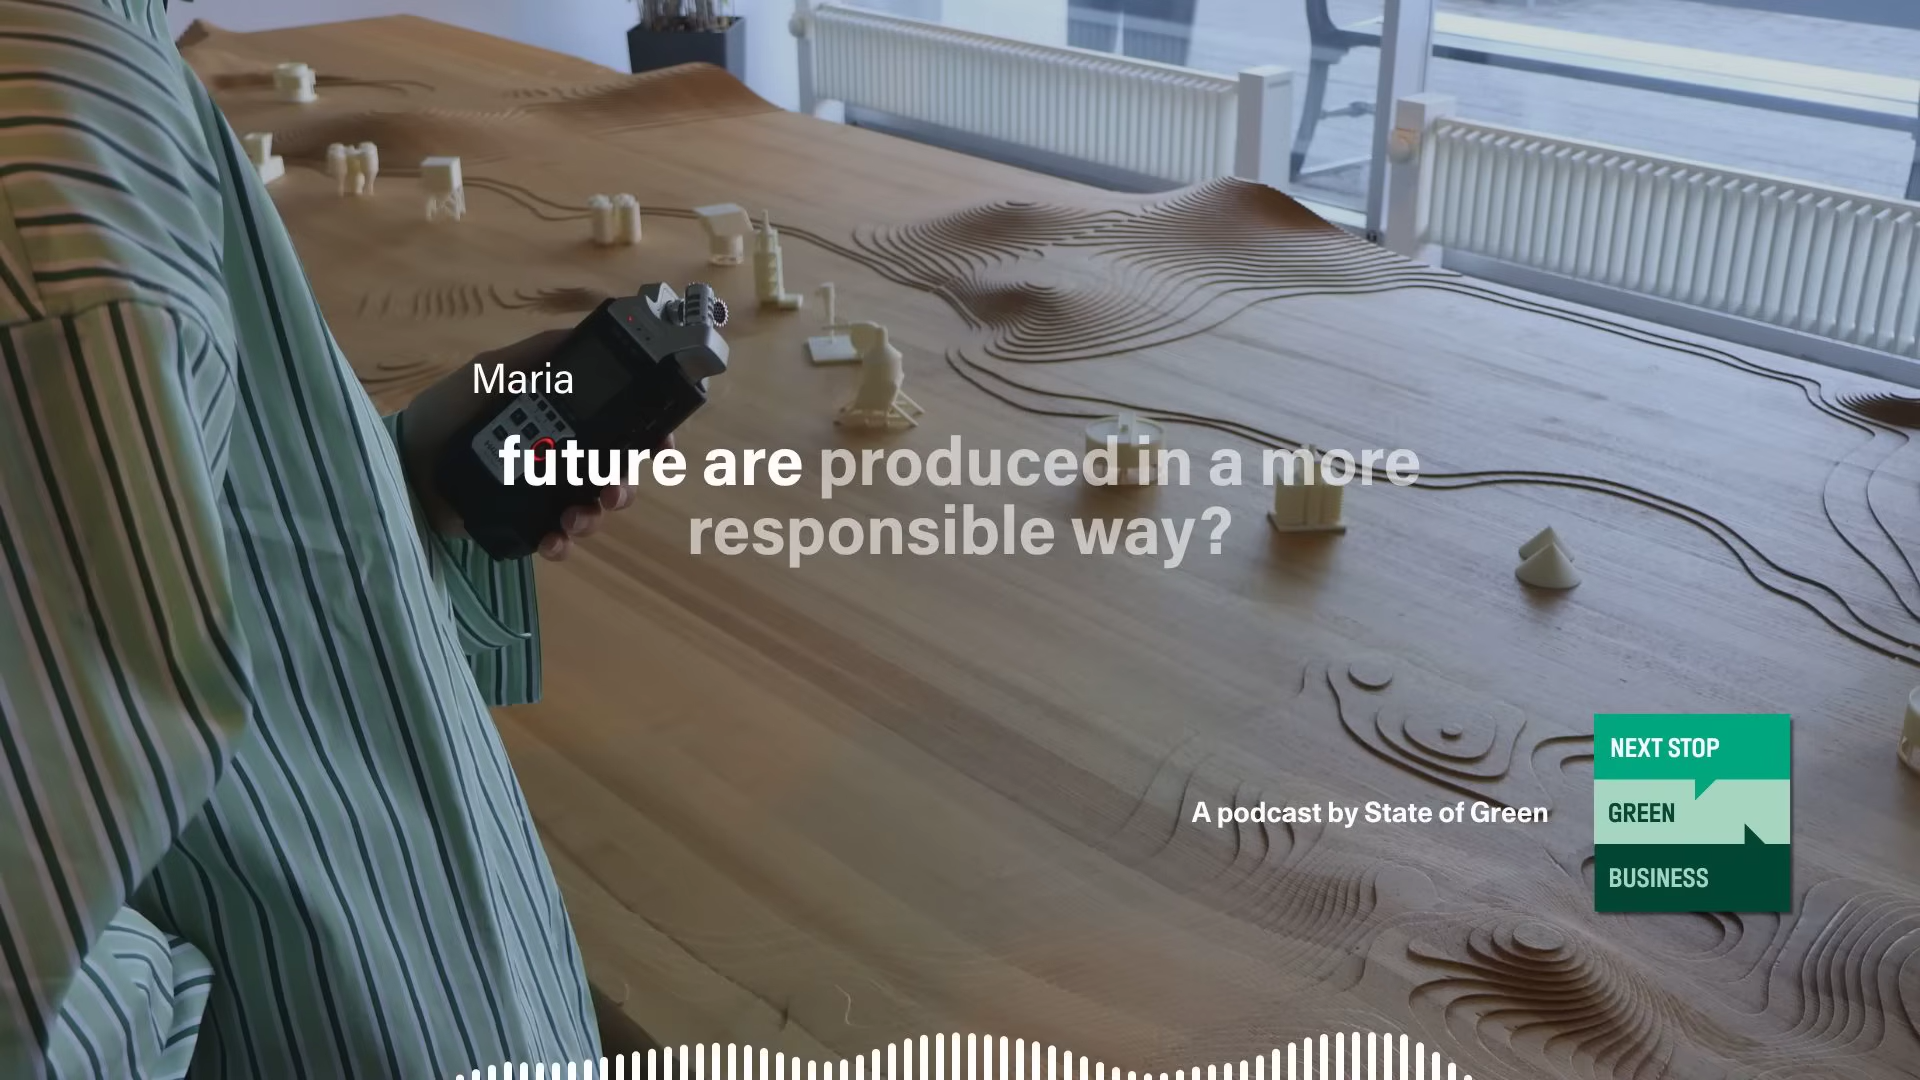 Maria
future are produced in a more
responsible way?
A podcast by State of Green
NEXT STOP
GREEN
BUSINESS